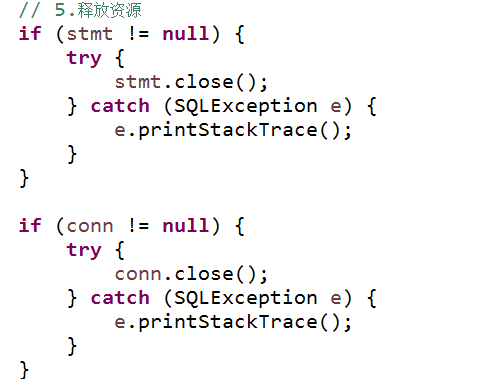 // 5.释放资源
if (stmt != null) {
    try {
        stmt.close();
    } catch (SQLException e) {
        e.printStackTrace();
    }
}

if (conn != null) {
    try {
        conn.close();
    } catch (SQLException e) {
        e.printStackTrace();
    }
}